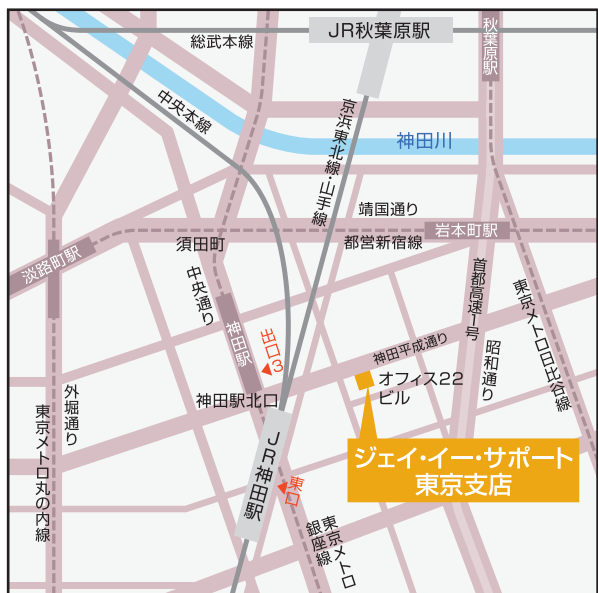 JR秋葉原駅
総武本線
秋葉原駅
中央本線
京浜東北線・山手線
神田川
靖国通り
岩本町駅
須田町
都営新宿線
淡路町駅
中央通り
神田駅
出口3
首都高速1号
昭和通り
東京メトロ日比谷線
神田平成通り
オフィス22
ビル
神田駅北口
外堀通り
東京メトロ丸の内線
JR神田駅
東口
ジェイ・イー・サポート
東京支店
東京メトロ
銀座線